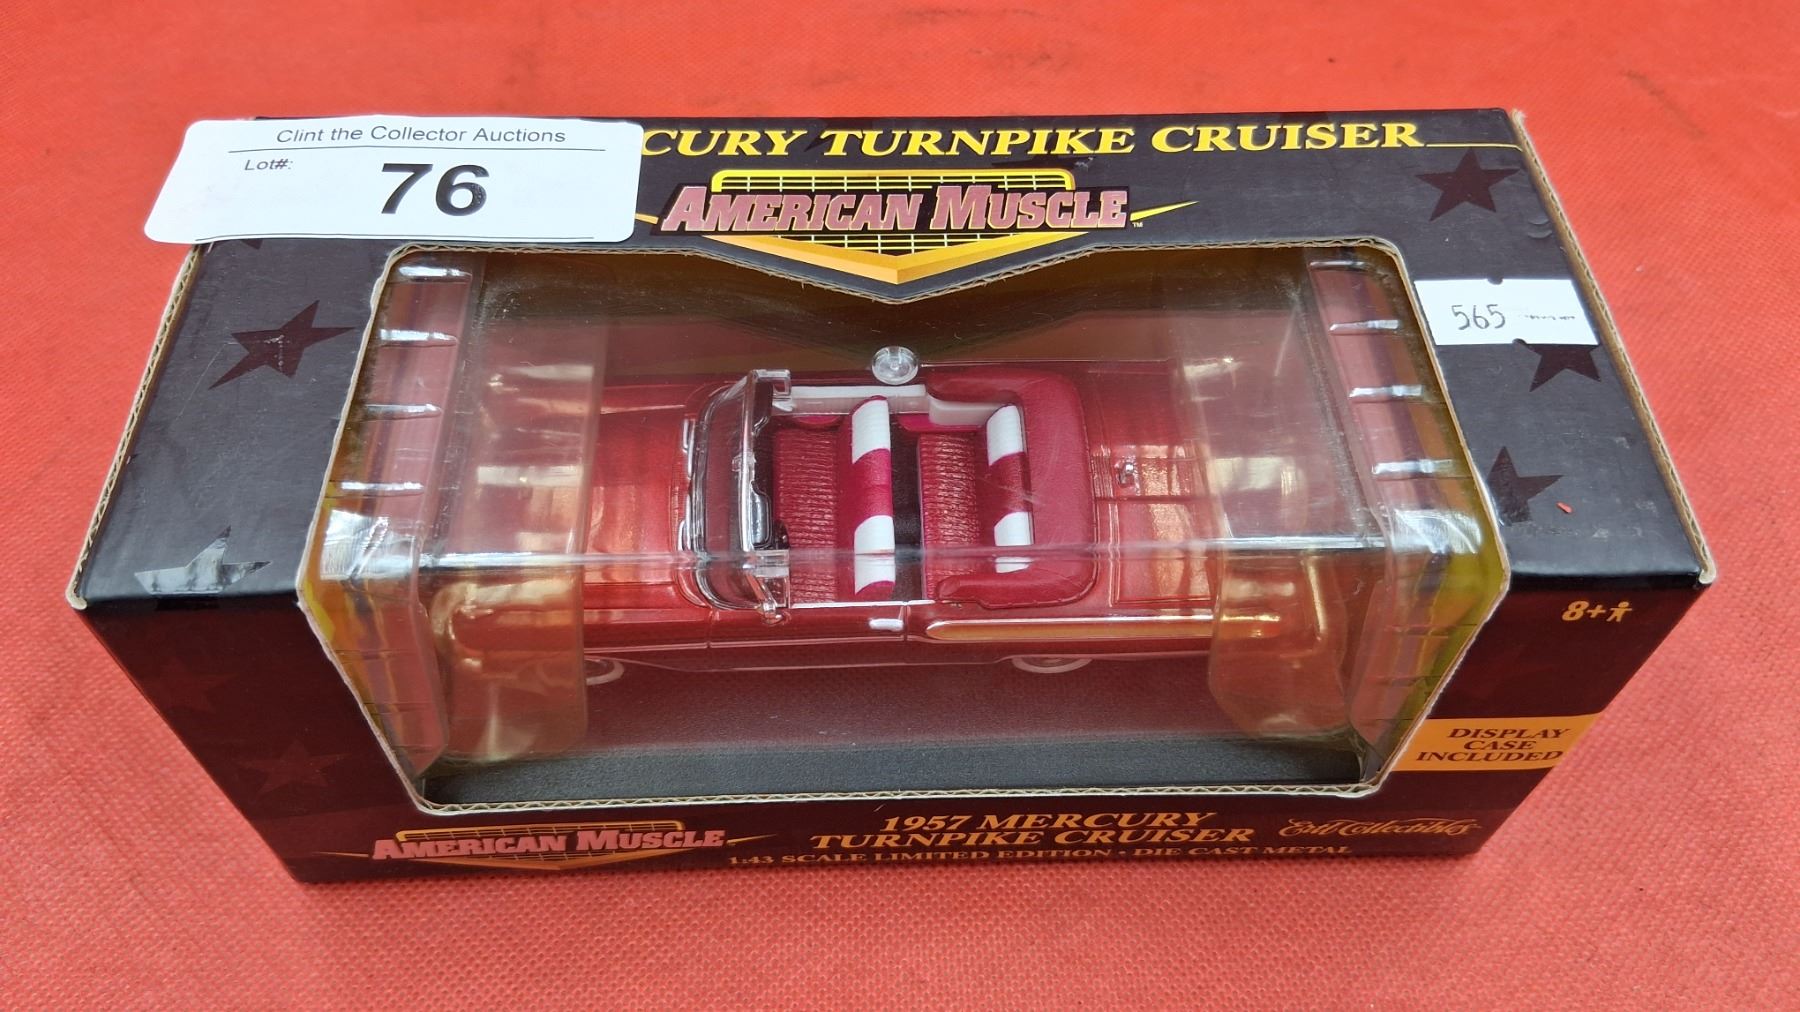 Clint the Collector Auctions
Lot#:
76
CURY TURNPIKE CRUISER
AMERICAN MUSCLE™
565
8+
DISPLAY
CASE
INCLUDED
AMERICAN MUSCLE
1957 MERCURY
TURNPIKE CRUISER
Ertl Collectibles
1:43 SCALE LIMITED EDITION • DIE CAST METAL